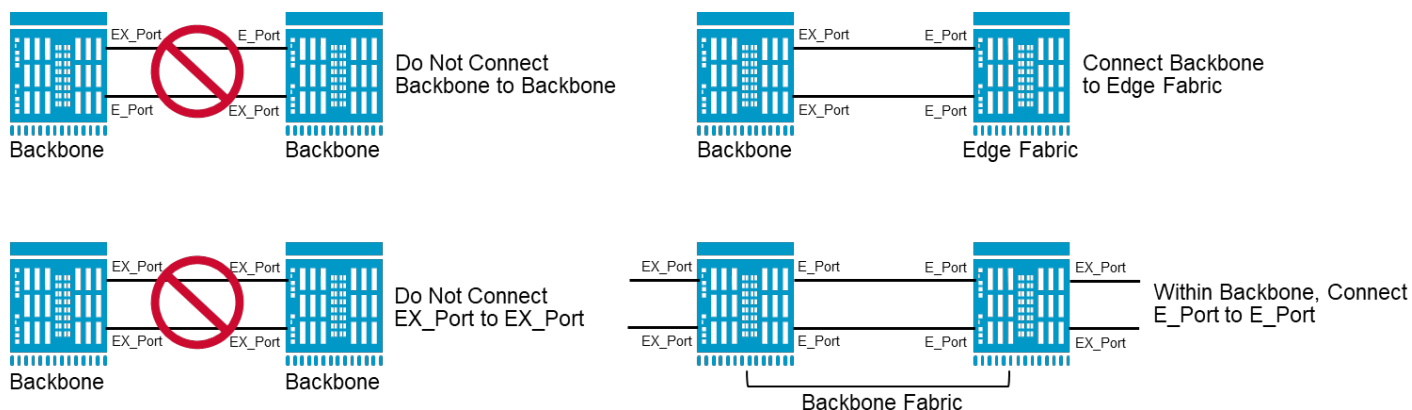 EX_Port E_Port
Do Not Connect
Backbone to Backbone
E_Port EX_Port
Backbone Backbone
EX_Port E_Port
Connect Backbone
to Edge Fabric
EX_Port E_Port
Backbone Edge Fabric
EX_Port EX_Port
Do Not Connect
EX_Port to EX_Port
EX_Port EX_Port
Backbone Backbone
EX_Port E_Port E_Port EX_Port
Within Backbone, Connect
E_Port to E_Port
EX_Port E_Port E_Port EX_Port
Backbone Fabric